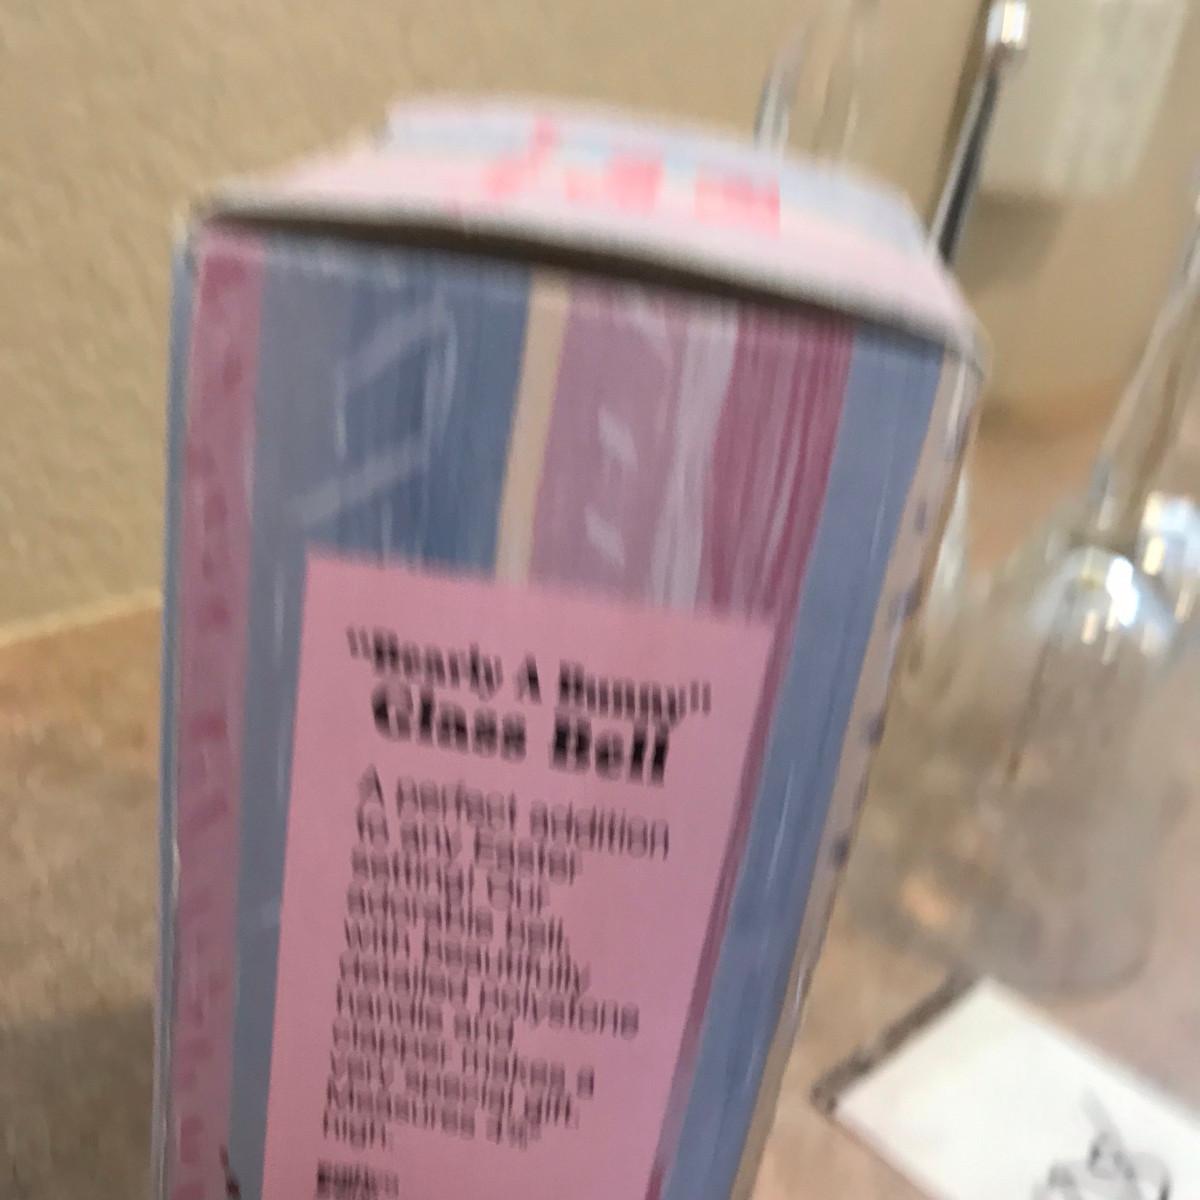 "Bearly A Bunny"
Glass Bell
A perfect addition
to any Easter
setting! Our
adorable bell,
with beautifully
detailed polystone
handle and
clapper makes a
very special gift.
Measures
high.